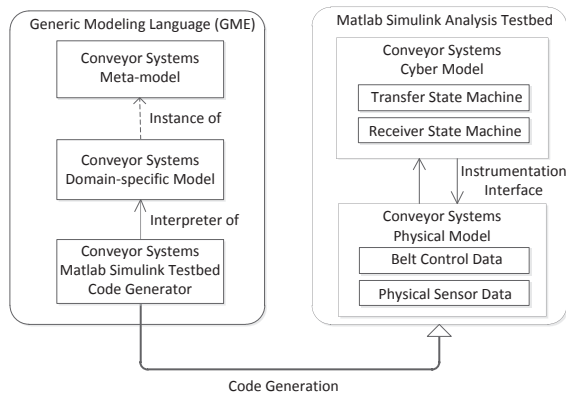 Generic Modeling Language (GME)
Conveyor Systems
Meta-model
Instance of
Conveyor Systems
Domain-specific Model
Interpreter of
Conveyor Systems
Matlab Simulink Testbed
Code Generator
Matlab Simulink Analysis Testbed
Conveyor Systems
Cyber Model
Transfer State Machine
Receiver State Machine
Instrumentation
Interface
Conveyor Systems
Physical Model
Belt Control Data
Physical Sensor Data
Code Generation